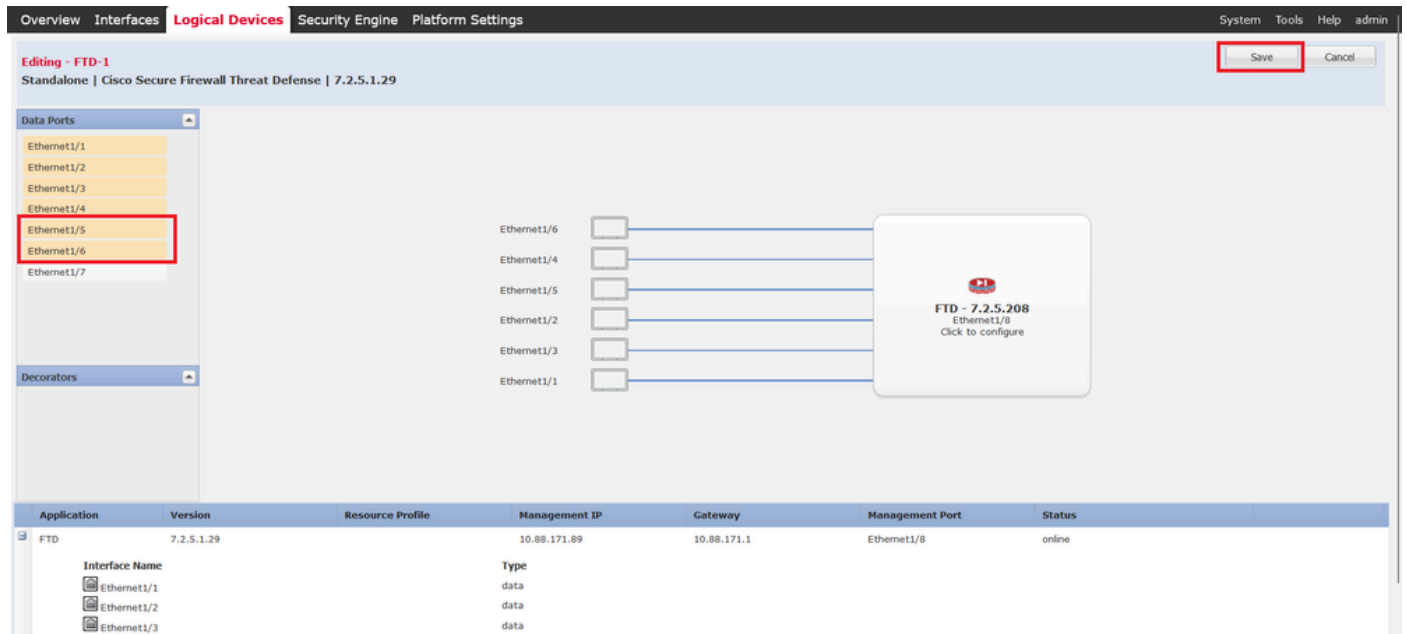 Overview Interfaces Logical Devices Security Engine Platform Settings System Tools Help admin
Editing - FTD-1
Standalone | Cisco Secure Firewall Threat Defense | 7.2.5.1.29
Save Cancel
Data Ports
Ethernet1/1
Ethernet1/2
Ethernet1/3
Ethernet1/4
Ethernet1/5
Ethernet1/6
Ethernet1/7
Decorators
Ethernet1/6
Ethernet1/4
Ethernet1/5
Ethernet1/2
Ethernet1/3
Ethernet1/1
FTD - 7.2.5.208
Ethernet1/8
Click to configure
Application Version Resource Profile Management IP Gateway Management Port Status
FTD 7.2.5.1.29 10.88.171.89 10.88.171.1 Ethernet1/8 online
Interface Name Type
Ethernet1/1 data
Ethernet1/2 data
Ethernet1/3 data